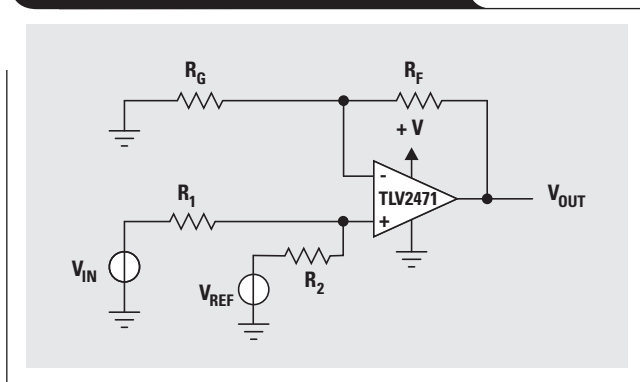 R_G
R_F
+ V
-
TLV2471
V_OUT
R_1
+
V_IN
R_2
V_REF